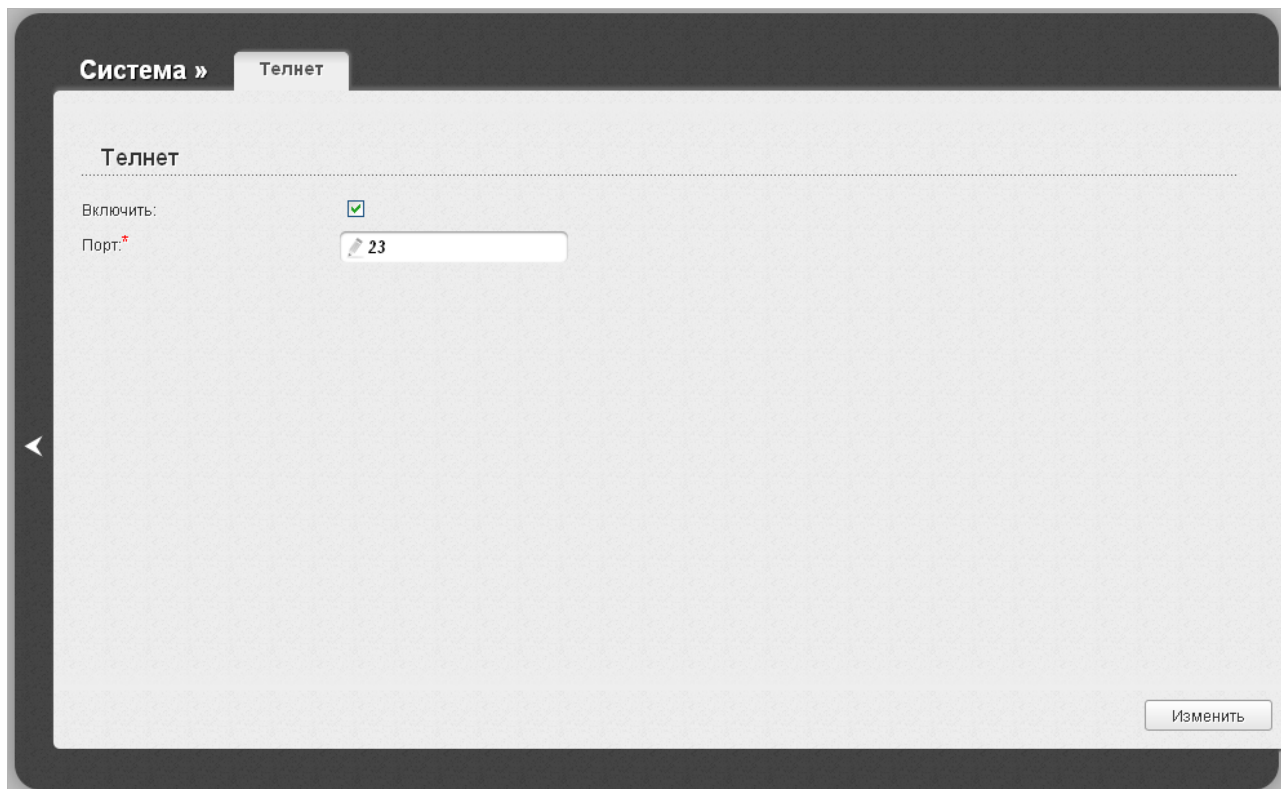 Система » Телнет
Телнет
Включить:
Порт:*
23
Изменить